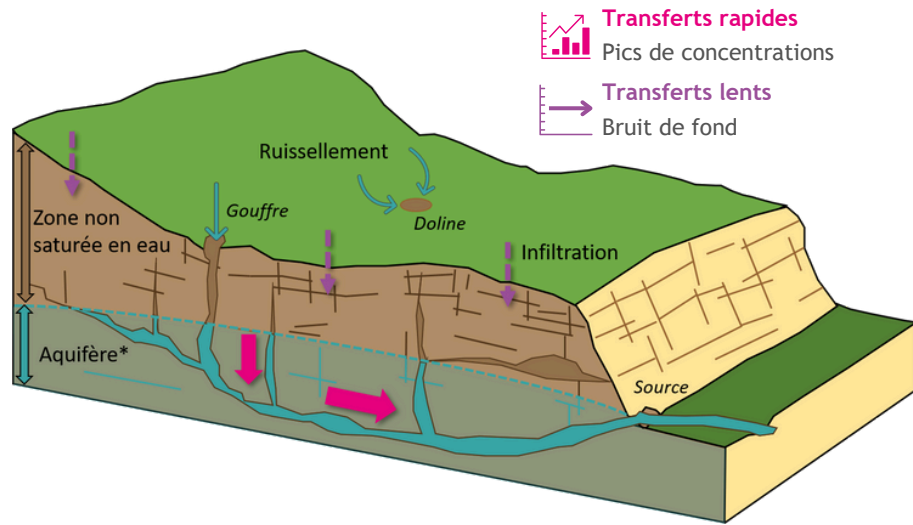 Transferts rapides
Pics de concentrations
Transferts lents
Bruit de fond
Ruissellement
Gouffre
Doline
Zone non
saturée en eau
Infiltration
Aquifère*
Source